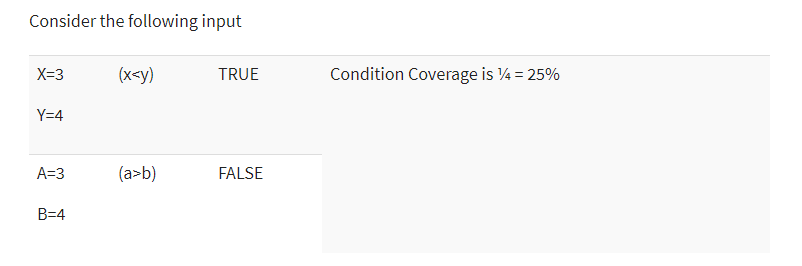 Consider the following input
X=3 (x<y) TRUE Condition Coverage is ¼ = 25%
Y=4
A=3 (a>b) FALSE
B=4